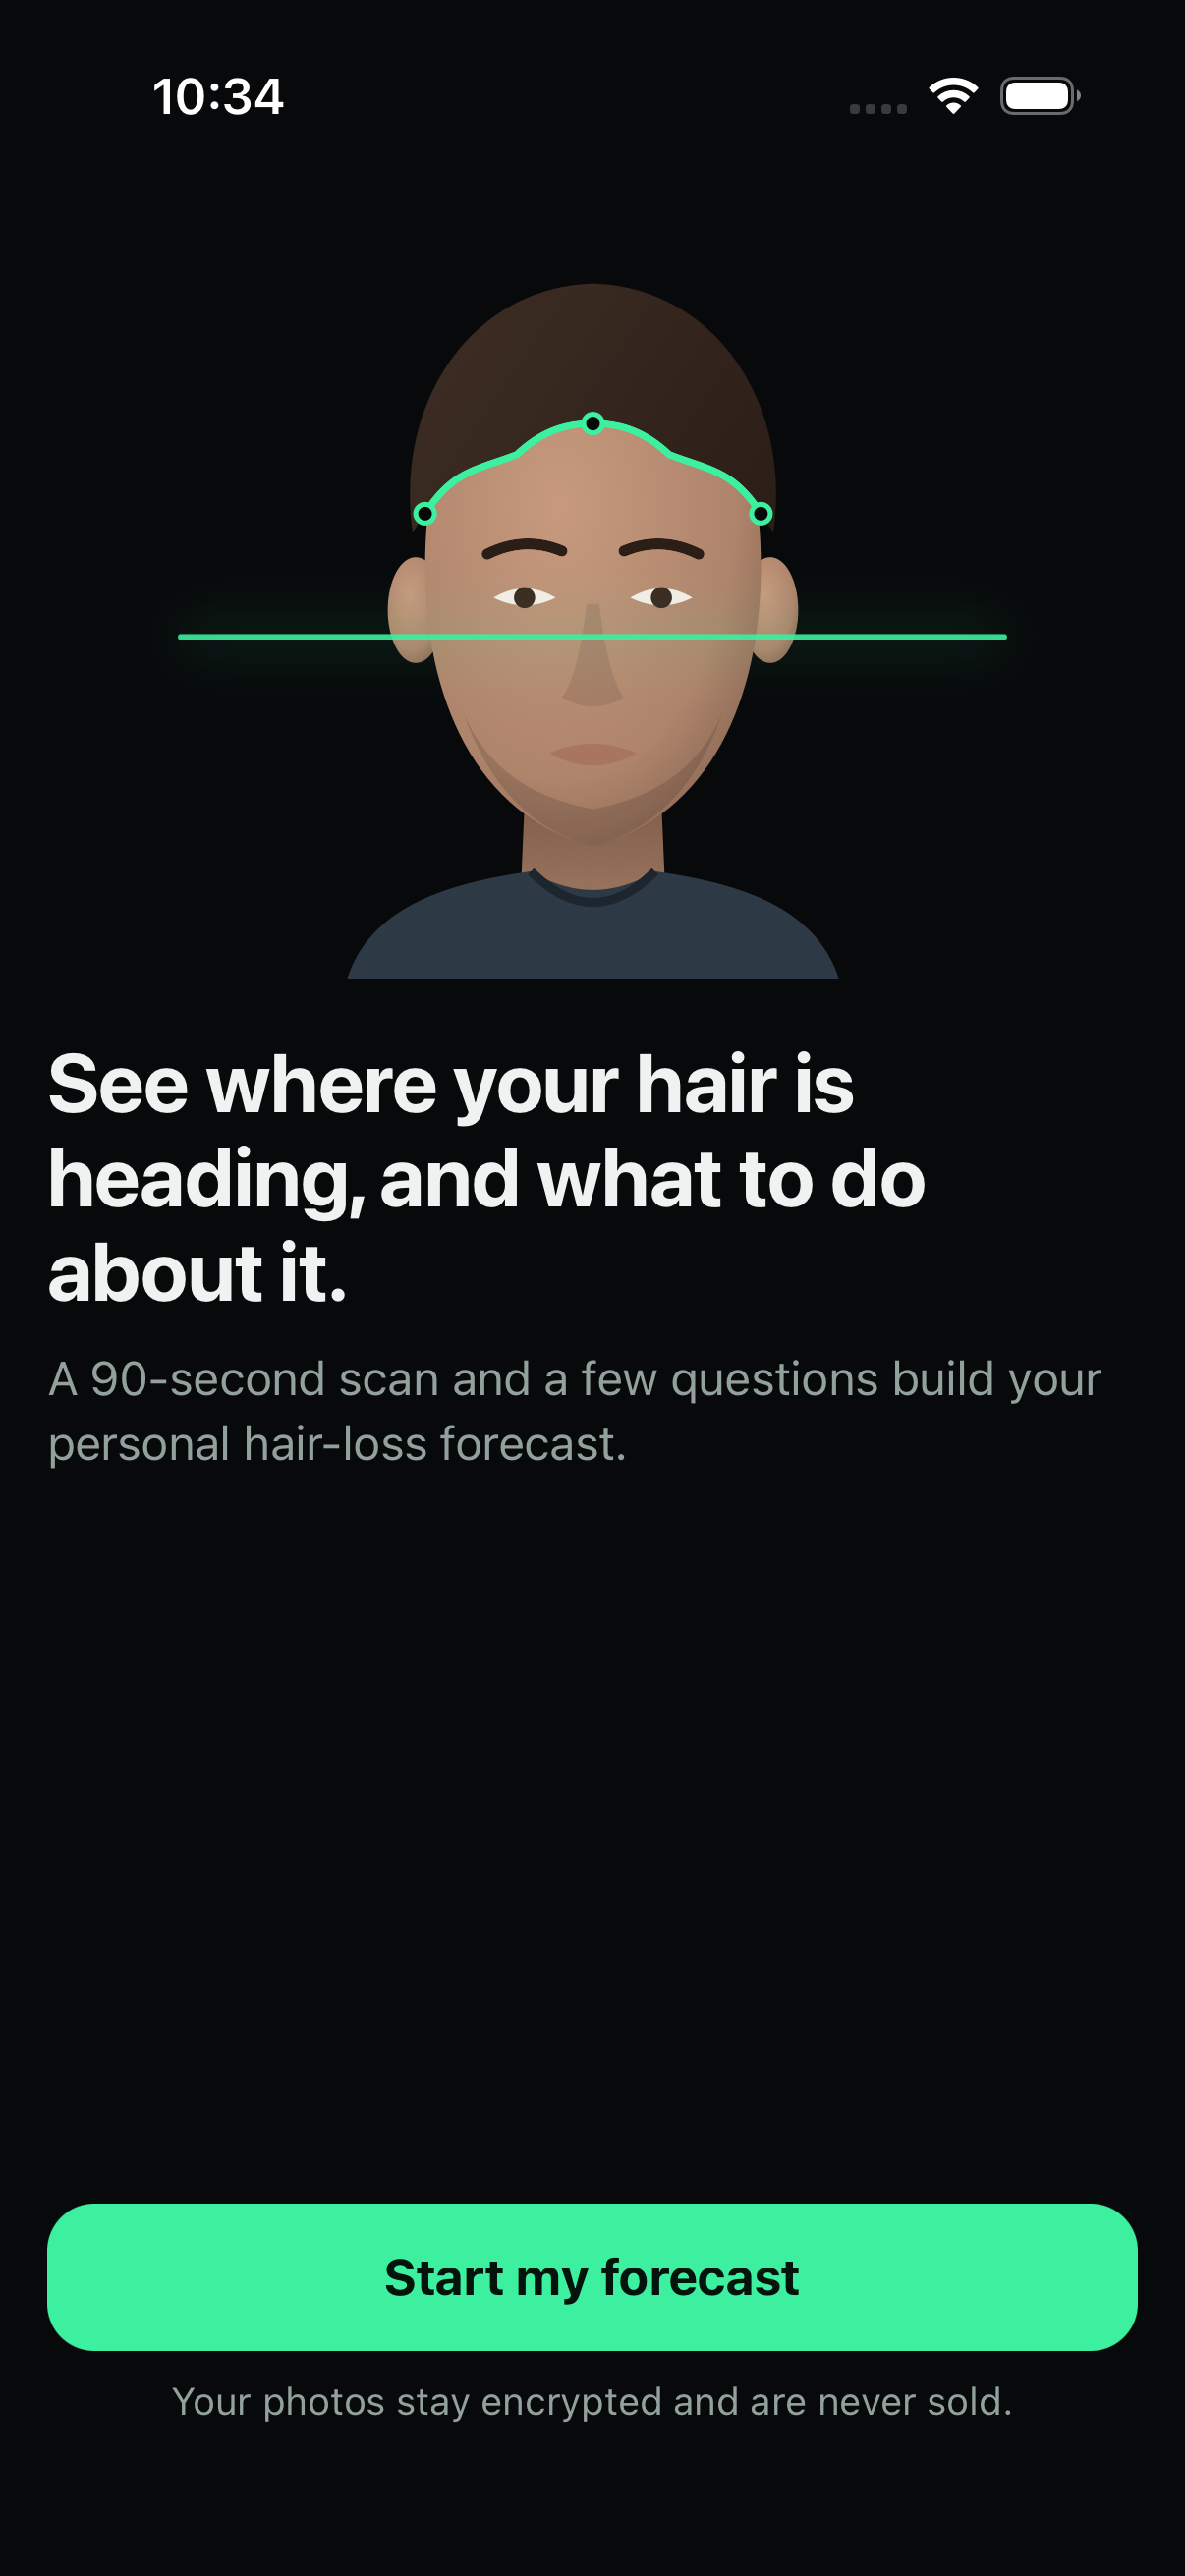 10:34
See where your hair is
heading, and what to do
about it.
A 90-second scan and a few questions build your
personal hair-loss forecast.
Start my forecast
Your photos stay encrypted and are never sold.